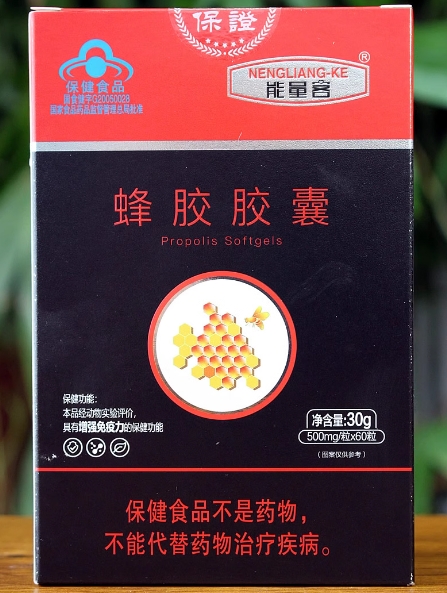 保證
保健食品
国食健字G20050028
国家食品药品监督管理总局批准
NENGLIANG-KE
®
能量客
蜂胶胶囊
Propolis Softgels
保健功能:
本品经动物实验评价,
具有增强免疫力的保健功能
净含量:30g
500mg/粒x60粒
(图案仅供参考)
保健食品不是药物,
不能代替药物治疗疾病。